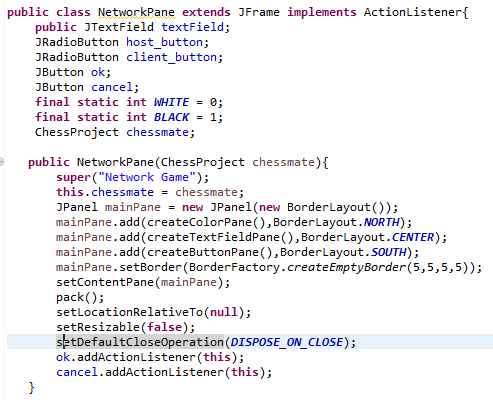 public class NetworkPane extends JFrame implements ActionListener{
public JTextField textField;
JRadioButton host_button;
JRadioButton client_button;
JButton ok;
JButton cancel;
final static int WHITE = 0;
final static int BLACK = 1;
ChessProject chessmate;
public NetworkPane(ChessProject chessmate){
super("Network Game");
this.chessmate = chessmate;
JPanel mainPane = new JPanel(new BorderLayout());
mainPane.add(createColorPane(),BorderLayout.NORTH);
mainPane.add(createTextFieldPane(),BorderLayout.CENTER);
mainPane.add(createButtonPane(),BorderLayout.SOUTH);
mainPane.setBorder(BorderFactory.createEmptyBorder(5,5,5,5));
setContentPane(mainPane);
pack();
setLocationRelativeTo(null);
setResizable(false);
setDefaultCloseOperation(DISPOSE_ON_CLOSE);
ok.addActionListener(this);
cancel.addActionListener(this);
}